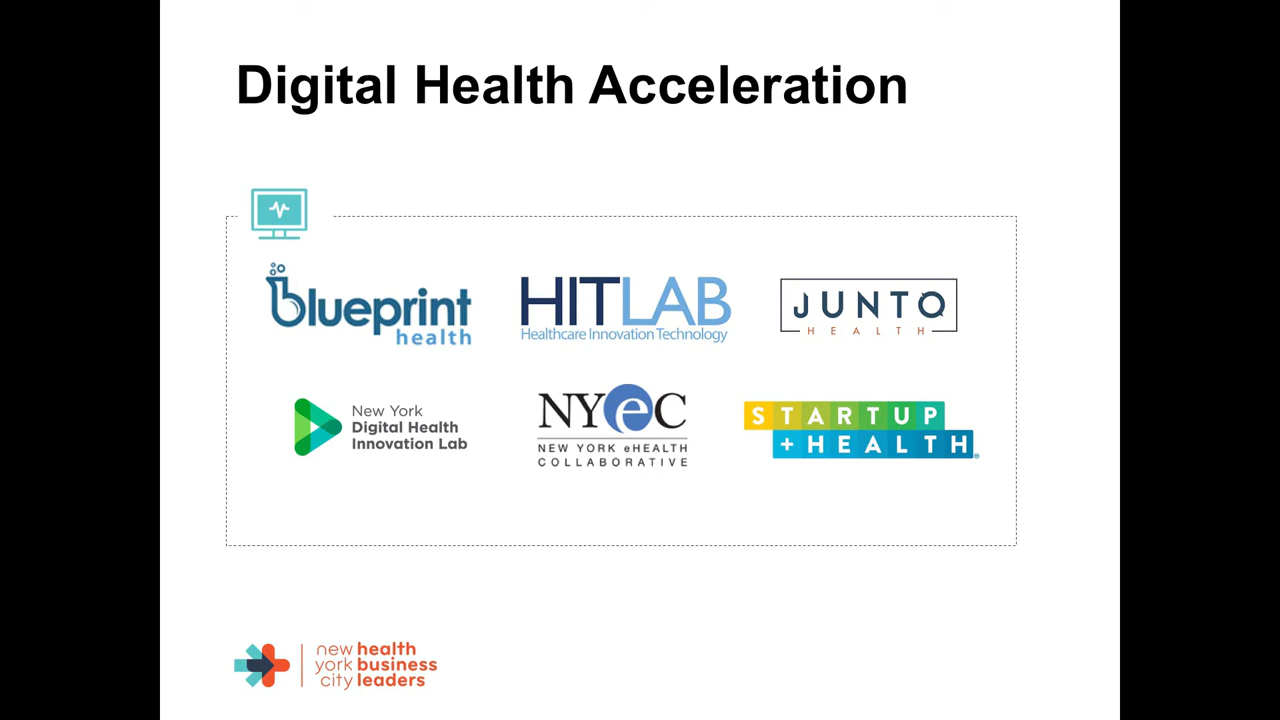 Digital Health Acceleration
blueprint
health
HITLAB
Healthcare Innovation Technology
JUNTO
HEALTH
New York
Digital Health
Innovation Lab
NYeC
NEW YORK eHEALTH
COLLABORATIVE
STARTUP
+HEALTH®
new health
york business
city leaders